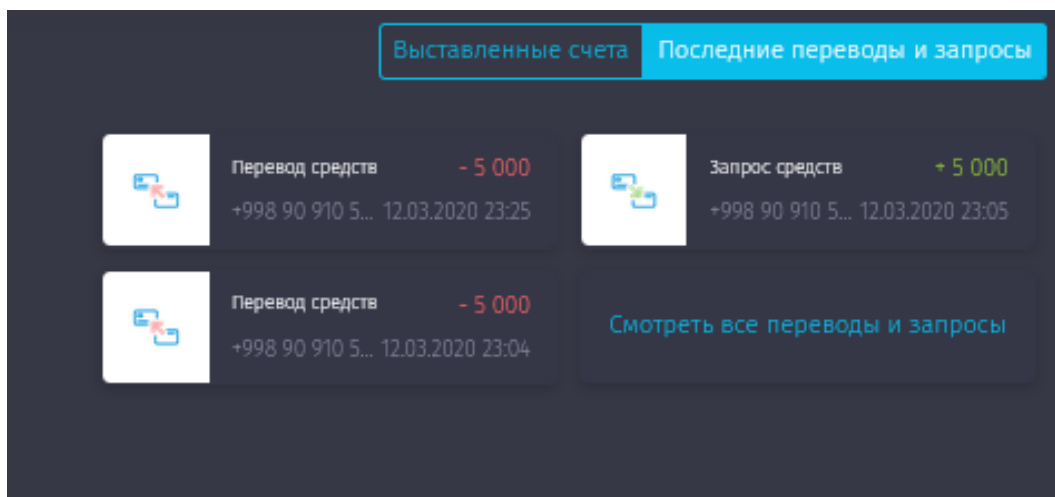 Выставленные счета Последние переводы и запросы
Перевод средств - 5 000
+998 90 910 5... 12.03.2020 23:25
Запрос средств + 5 000
+998 90 910 5... 12.03.2020 23:05
Перевод средств - 5 000
+998 90 910 5... 12.03.2020 23:04
Смотреть все переводы и запросы